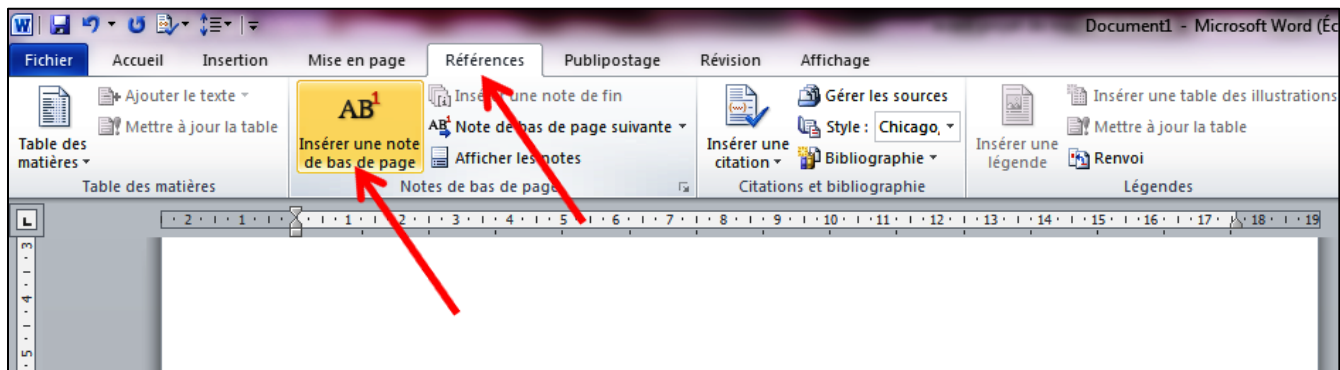 Document1 - Microsoft Word (Éc
Fichier Accueil Insertion Mise en page Références Publipostage Révision Affichage
Table des
matières
Ajouter le texte
Mettre à jour la table
Table des matières
AB1
Insérer une note
de bas de page
Insérer une note de fin
AB1 Note de bas de page suivante
Afficher les notes
Notes de bas de page
Insérer une
citation
Gérer les sources
Style : Chicago,
Bibliographie
Citations et bibliographie
Insérer une
légende
Insérer une table des illustrations
Mettre à jour la table
Renvoi
Légendes
L
2 1 1 2 3 4 5 6 7 8 9 10 11 12 13 14 15 16 17 18 19
3
4
5